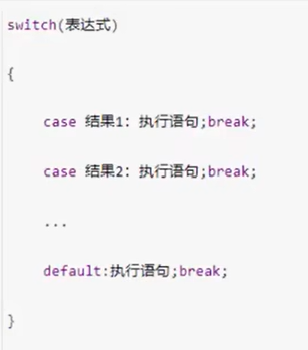 switch(表达式)
{
case 结果1: 执行语句;break;
case 结果2: 执行语句;break;
...
default:执行语句;break;
}